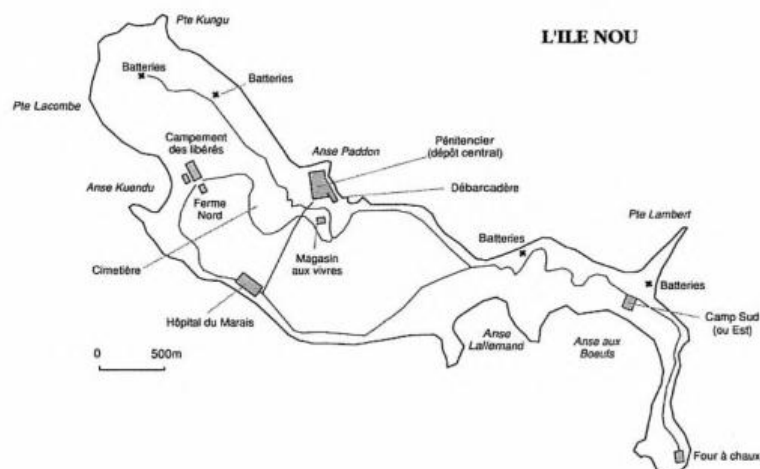 L'ILE NOU
Pte Kungu
Batteries
Batteries
Pte Lacombe
Campement
des libérés
Anse Paddon
Pénitencier
(dépôt central)
Débarcadère
Anse Kuendu
Ferme
Nord
Pte Lambert
Batteries
Cimetière
Magasin
aux vivres
Batteries
Hôpital du Marais
Camp Sud
(ou Est)
Anse
Lallemand
Anse aux
Boeufs
0 500m
Four à chaux